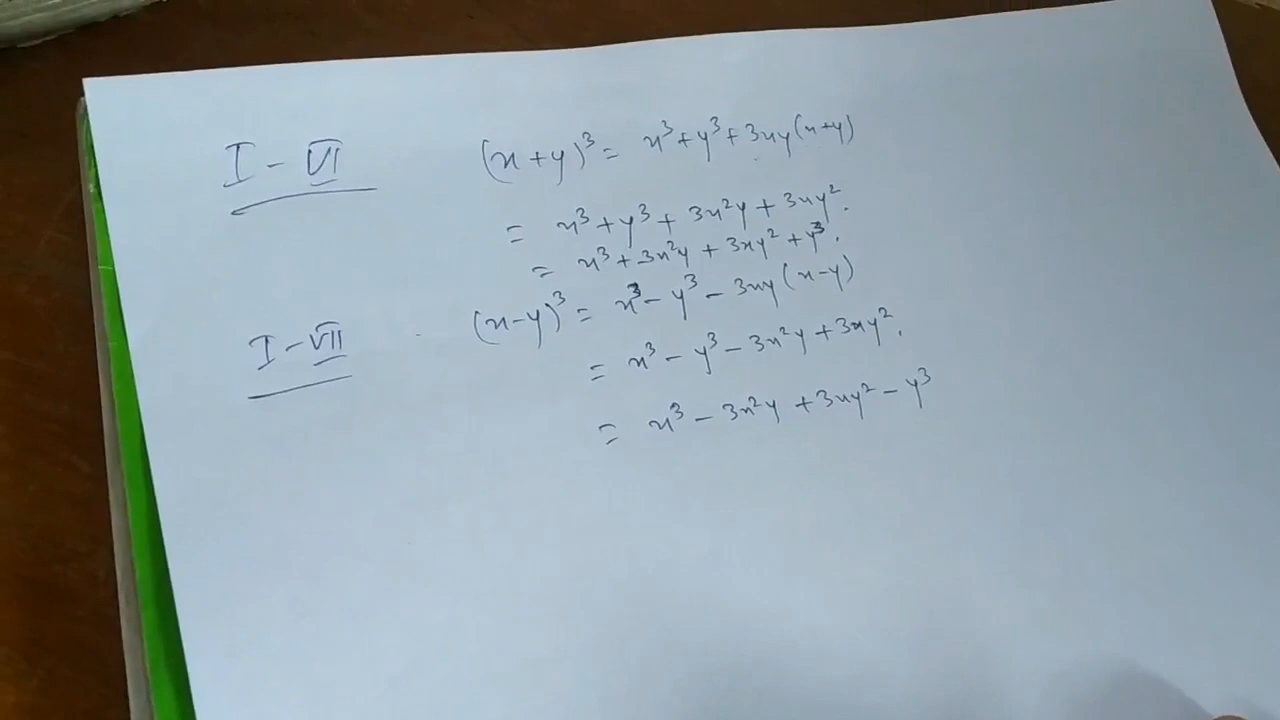 I - VI (x+y)³ = x³+y³+3xy(x+y)
= x³+y³+3x²y+3xy².
= x³+3x²y+3xy²+y³.
I - VII (x-y)³ = x³-y³-3xy(x-y)
= x³-y³-3x²y+3xy².
= x³-3x²y+3xy²-y³